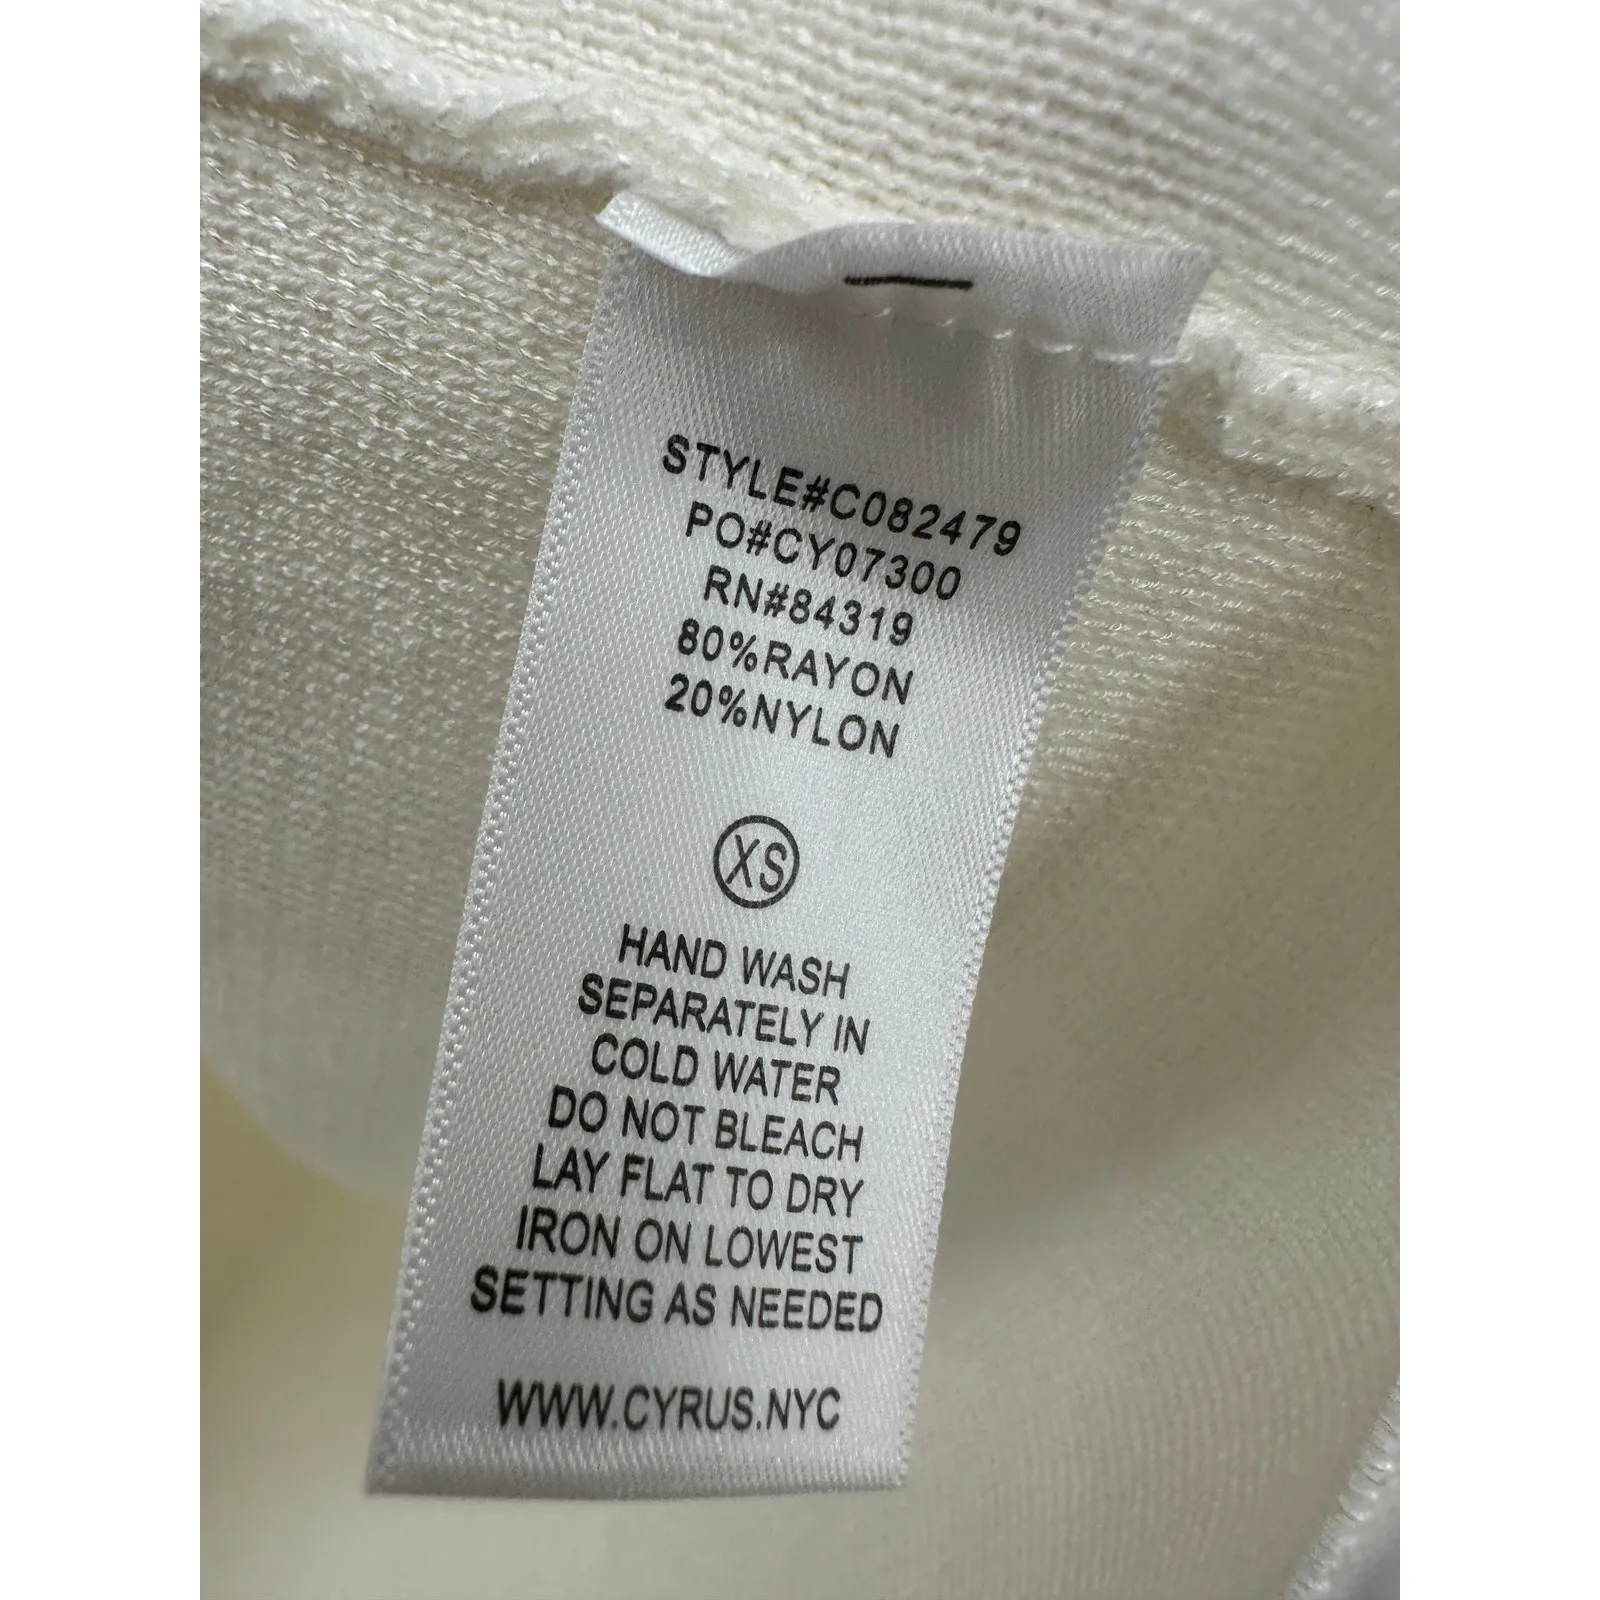 STYLE#C082479
PO#CY07300
RN#84319
80%RAYON
20%NYLON
XS
HAND WASH
SEPARATELY IN
COLD WATER
DO NOT BLEACH
LAY FLAT TO DRY
IRON ON LOWEST
SETTING AS NEEDED
WWW.CYRUS.NYC